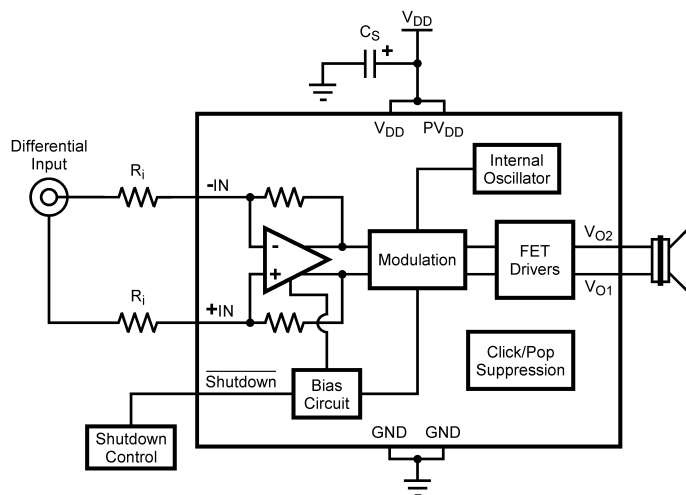 V_DD
C_S
+
V_DD PV_DD
Differential
Input
R_i
-IN
Internal
Oscillator
-
+
Modulation
FET
Drivers
V_O2
V_O1
R_i
+IN
Click/Pop
Suppression
Shutdown
Bias
Circuit
Shutdown
Control
GND GND